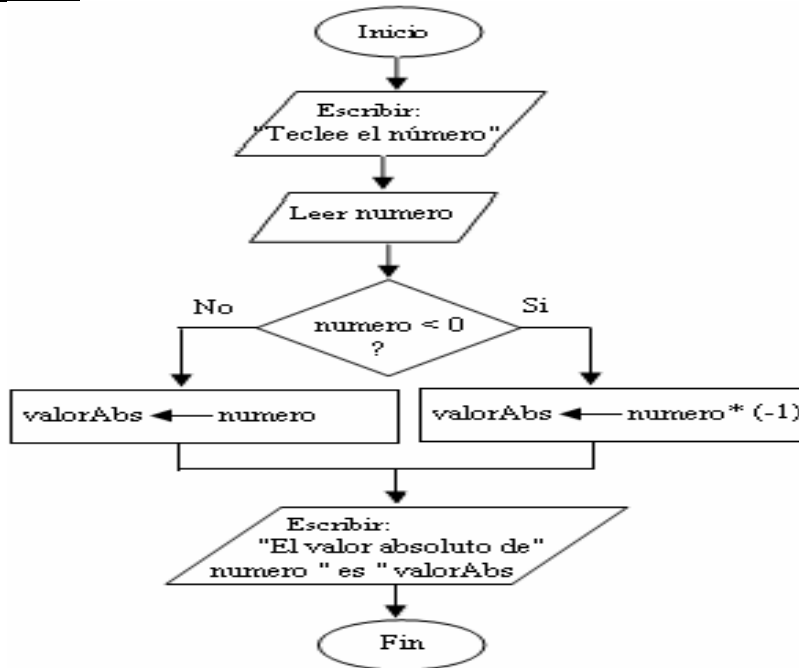 Inicio
Escribir:
"Teclee el número"
Leer numero
No
Si
numero < 0
?
valorAbs ← numero
valorAbs ← numero* (-1)
Escribir:
"El valor absoluto de"
numero " es " valorAbs
Fin